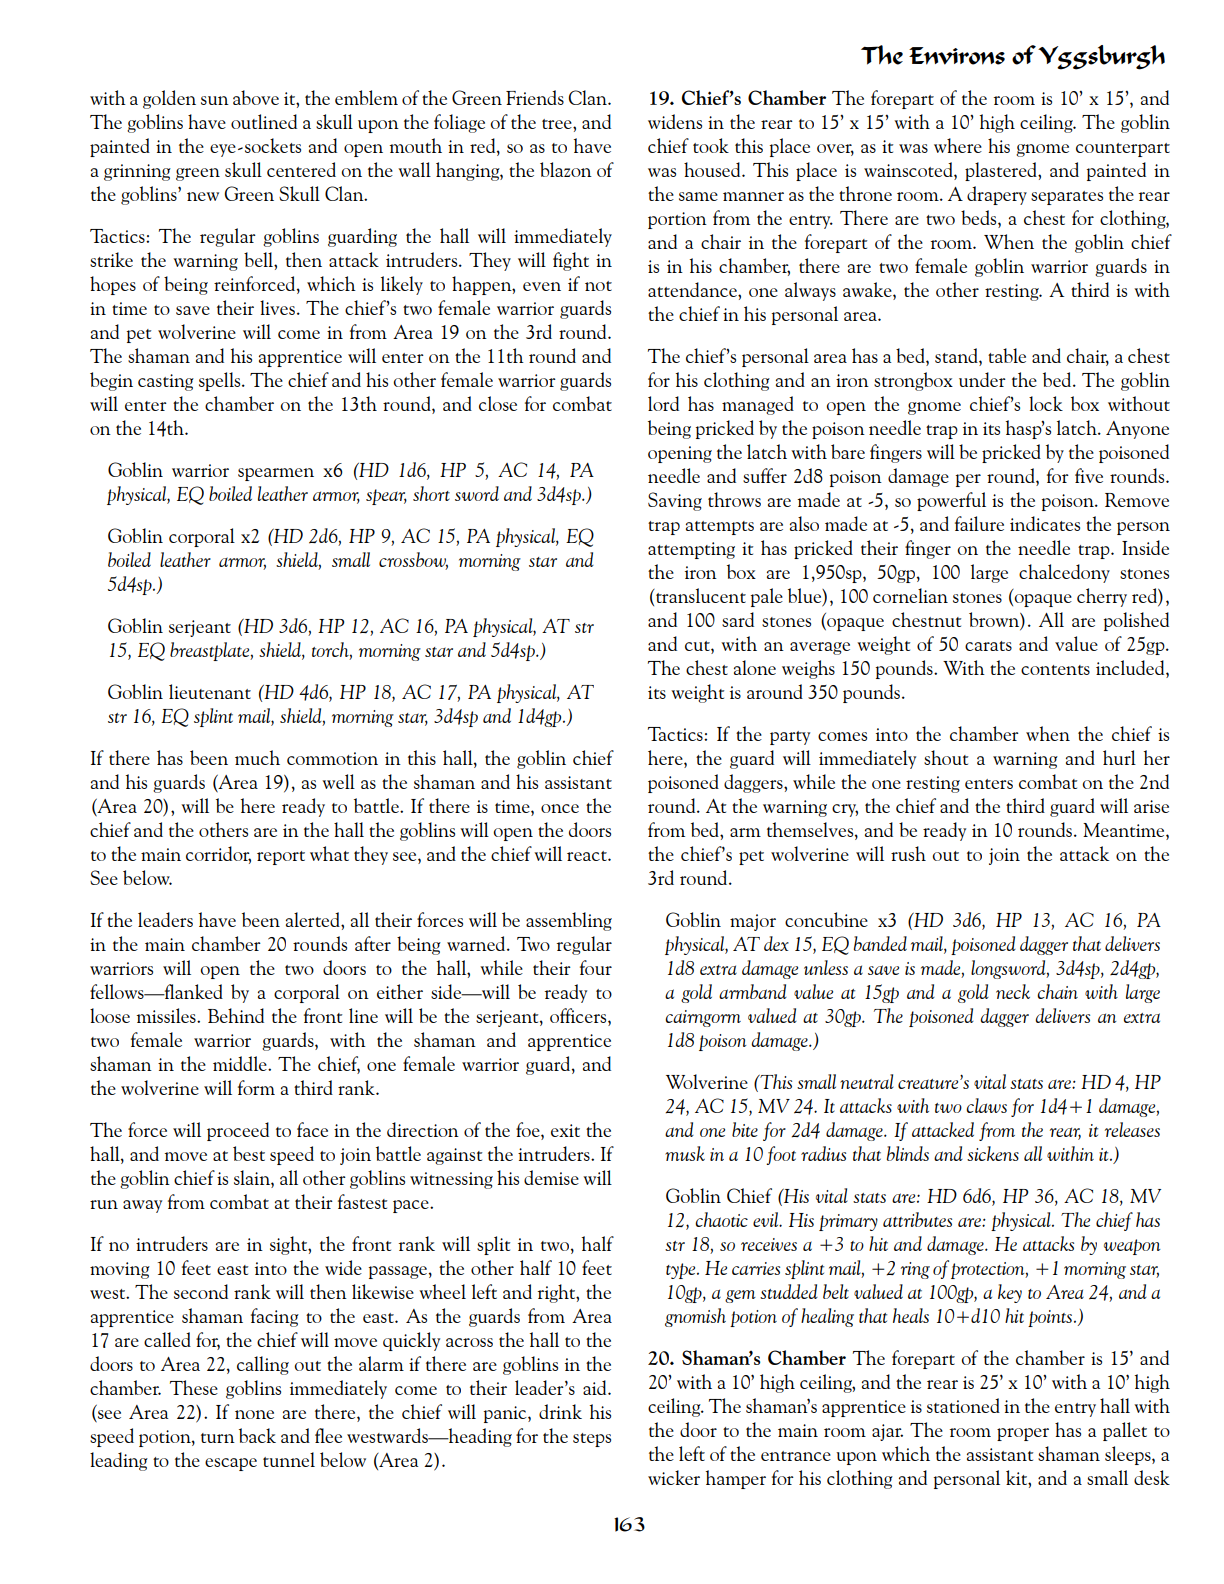 The Environs of Yggsburgh
with a golden sun above it, the emblem of the Green Friends Clan.
The goblins have outlined a skull upon the foliage of the tree, and
painted in the eye-sockets and open mouth in red, so as to have
a grinning green skull centered on the wall hanging, the blazon of
the goblins’ new Green Skull Clan.
Tactics: The regular goblins guarding the hall will immediately
strike the warning bell, then attack intruders. They will fight in
hopes of being reinforced, which is likely to happen, even if not
in time to save their lives. The chief’s two female warrior guards
and pet wolverine will come in from Area 19 on the 3rd round.
The shaman and his apprentice will enter on the 11th round and
begin casting spells. The chief and his other female warrior guards
will enter the chamber on the 13th round, and close for combat
on the 14th.
Goblin warrior spearmen x6 (HD 1d6, HP 5, AC 14, PA
physical, EQ boiled leather armor, spear, short sword and 3d4sp.)
Goblin corporal x2 (HD 2d6, HP 9, AC 15, PA physical, EQ
boiled leather armor, shield, small crossbow, morning star and
5d4sp.)
Goblin serjeant (HD 3d6, HP 12, AC 16, PA physical, AT str
15, EQ breastplate, shield, torch, morning star and 5d4sp.)
Goblin lieutenant (HD 4d6, HP 18, AC 17, PA physical, AT
str 16, EQ splint mail, shield, morning star, 3d4sp and 1d4gp.)
If there has been much commotion in this hall, the goblin chief
and his guards (Area 19), as well as the shaman and his assistant
(Area 20), will be here ready to battle. If there is time, once the
chief and the others are in the hall the goblins will open the doors
to the main corridor, report what they see, and the chief will react.
See below.
If the leaders have been alerted, all their forces will be assembling
in the main chamber 20 rounds after being warned. Two regular
warriors will open the two doors to the hall, while their four
fellows—flanked by a corporal on either side—will be ready to
loose missiles. Behind the front line will be the serjeant, officers,
two female warrior guards, with the shaman and apprentice
shaman in the middle. The chief, one female warrior guard, and
the wolverine will form a third rank.
The force will proceed to face in the direction of the foe, exit the
hall, and move at best speed to join battle against the intruders. If
the goblin chief is slain, all other goblins witnessing his demise will
run away from combat at their fastest pace.
If no intruders are in sight, the front rank will split in two, half
moving 10 feet east into the wide passage, the other half 10 feet
west. The second rank will then likewise wheel left and right, the
apprentice shaman facing to the east. As the guards from Area
17 are called for, the chief will move quickly across the hall to the
doors to Area 22, calling out the alarm if there are goblins in the
chamber. These goblins immediately come to their leader’s aid.
(see Area 22). If none are there, the chief will panic, drink his
speed potion, turn back and flee westwards—heading for the steps
leading to the escape tunnel below (Area 2).
19. Chief’s Chamber The forepart of the room is 10’ x 15’, and
widens in the rear to 15’ x 15’ with a 10’ high ceiling. The goblin
chief took this place over, as it was where his gnome counterpart
was housed. This place is wainscoted, plastered, and painted in
the same manner as the throne room. A drapery separates the rear
portion from the entry. There are two beds, a chest for clothing,
and a chair in the forepart of the room. When the goblin chief
is in his chamber, there are two female goblin warrior guards in
attendance, one always awake, the other resting. A third is with
the chief in his personal area.
The chief’s personal area has a bed, stand, table and chair, a chest
for his clothing and an iron strongbox under the bed. The goblin
lord has managed to open the gnome chief’s lock box without
being pricked by the poison needle trap in its hasp’s latch. Anyone
opening the latch with bare fingers will be pricked by the poisoned
needle and suffer 2d8 poison damage per round, for five rounds.
Saving throws are made at -5, so powerful is the poison. Remove
trap attempts are also made at -5, and failure indicates the person
attempting it has pricked their finger on the needle trap. Inside
the iron box are 1,950sp, 50gp, 100 large chalcedony stones
(translucent pale blue), 100 cornelian stones (opaque cherry red),
and 100 sard stones (opaque chestnut brown). All are polished
and cut, with an average weight of 50 carats and value of 25gp.
The chest alone weighs 150 pounds. With the contents included,
its weight is around 350 pounds.
Tactics: If the party comes into the chamber when the chief is
here, the guard will immediately shout a warning and hurl her
poisoned daggers, while the one resting enters combat on the 2nd
round. At the warning cry, the chief and the third guard will arise
from bed, arm themselves, and be ready in 10 rounds. Meantime,
the chief’s pet wolverine will rush out to join the attack on the
3rd round.
Goblin major concubine x3 (HD 3d6, HP 13, AC 16, PA
physical, AT dex 15, EQ banded mail, poisoned dagger that delivers
1d8 extra damage unless a save is made, longsword, 3d4sp, 2d4gp,
a gold armband value at 15gp and a gold neck chain with large
cairngorm valued at 30gp. The poisoned dagger delivers an extra
1d8 poison damage.)
Wolverine (This small neutral creature’s vital stats are: HD 4, HP
24, AC 15, MV 24. It attacks with two claws for 1d4+1 damage,
and one bite for 2d4 damage. If attacked from the rear, it releases
musk in a 10 foot radius that blinds and sickens all within it.)
Goblin Chief (His vital stats are: HD 6d6, HP 36, AC 18, MV
12, chaotic evil. His primary attributes are: physical. The chief has
str 18, so receives a +3 to hit and damage. He attacks by weapon
type. He carries splint mail, +2 ring of protection, +1 morning star,
10gp, a gem studded belt valued at 100gp, a key to Area 24, and a
gnomish potion of healing that heals 10+d10 hit points.)
20. Shaman’s Chamber The forepart of the chamber is 15’ and
20’ with a 10’ high ceiling, and the rear is 25’ x 10’ with a 10’ high
ceiling. The shaman’s apprentice is stationed in the entry hall with
the door to the main room ajar. The room proper has a pallet to
the left of the entrance upon which the assistant shaman sleeps, a
wicker hamper for his clothing and personal kit, and a small desk
163